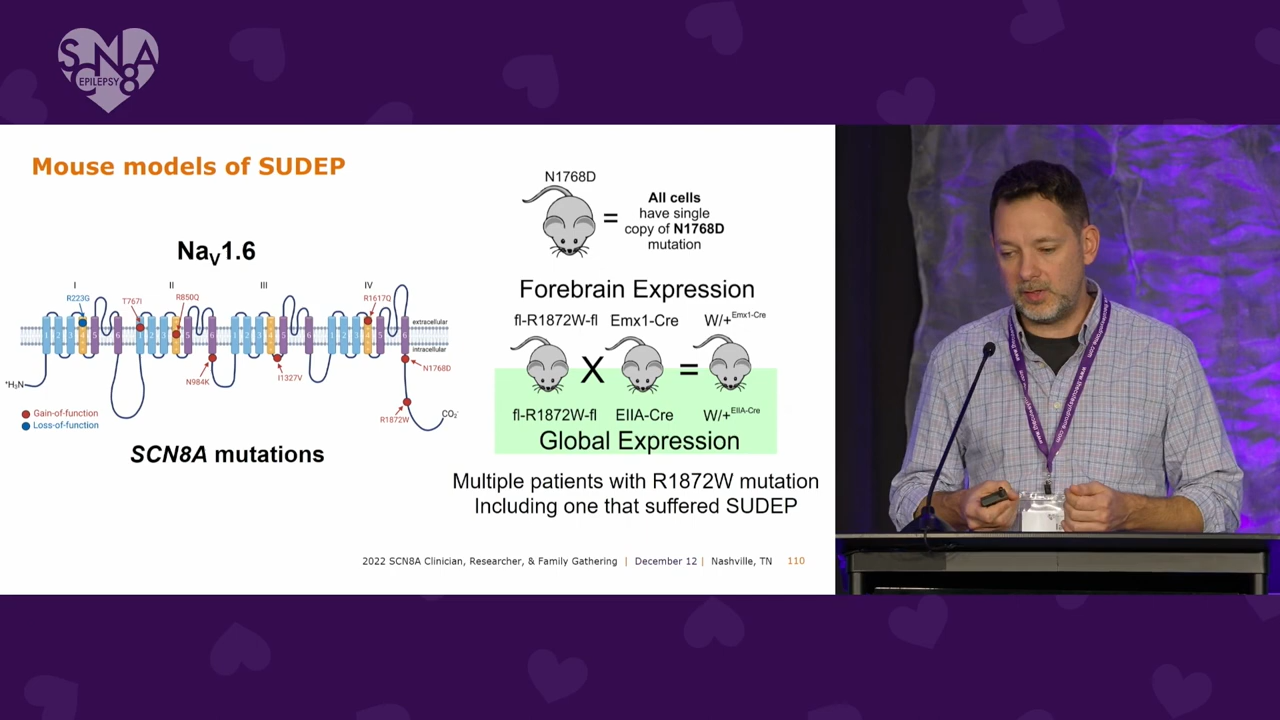 SCN8A
EPILEPSY
Mouse models of SUDEP
NaV1.6
I II III IV
R223G
T767I
R850Q
R1617Q
extracellular
intracellular
N984K
I1327V
N1768D
R1872W
⁺H₃N
CO₂⁻
Gain-of-function
Loss-of-function
SCN8A mutations
N1768D
= All cells
have single
copy of N1768D
mutation
Forebrain Expression
fl-R1872W-fl Emx1-Cre W/+Emx1-Cre
X =
fl-R1872W-fl EIIA-Cre W/+EIIA-Cre
Global Expression
Multiple patients with R1872W mutation
Including one that suffered SUDEP
2022 SCN8A Clinician, Researcher, & Family Gathering | December 12 | Nashville, TN 110